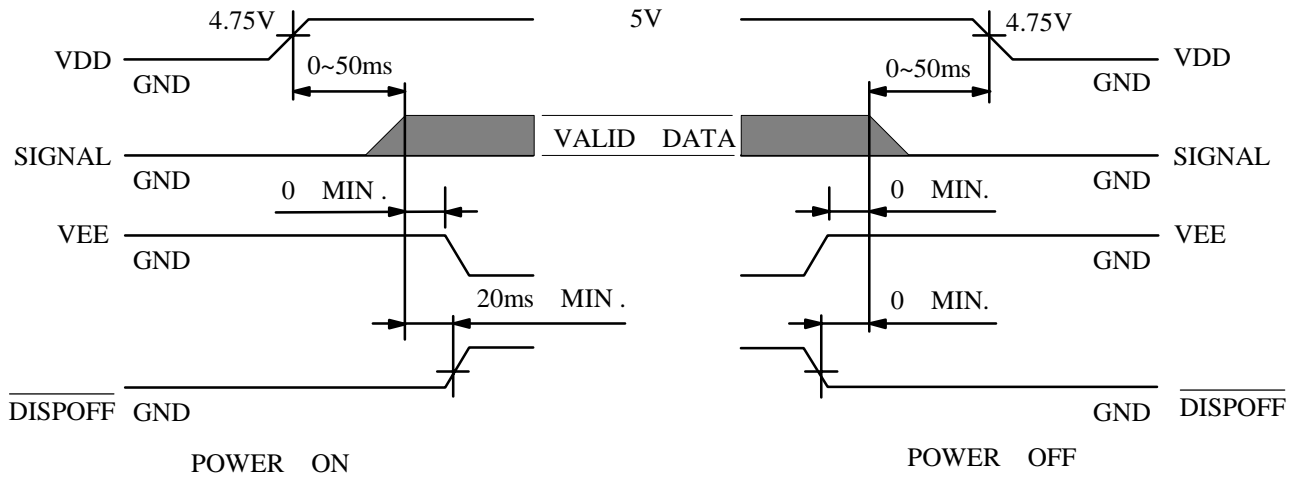 4.75V 5V 4.75V
VDD GND 0~50ms 0~50ms GND VDD
VALID DATA
SIGNAL GND GND SIGNAL
0 MIN . 0 MIN.
VEE GND GND VEE
20ms MIN . 0 MIN.
DISPOFF GND GND DISPOFF
POWER ON POWER OFF